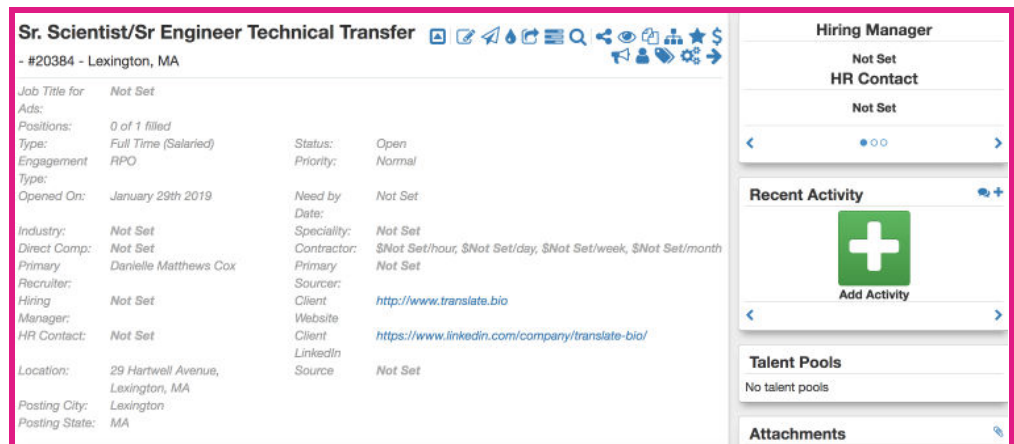 Sr. Scientist/Sr Engineer Technical Transfer
- #20384 - Lexington, MA
Job Title for Ads: Not Set
Positions: 0 of 1 filled
Type: Full Time (Salaried) Status: Open
Engagement Type: RPO Priority: Normal
Opened On: January 29th 2019 Need by Date: Not Set
Industry: Not Set Speciality: Not Set
Direct Comp: Not Set Contractor: $Not Set/hour, $Not Set/day, $Not Set/week, $Not Set/month
Primary Recruiter: Danielle Matthews Cox Primary Sourcer: Not Set
Hiring Manager: Not Set Client Website http://www.translate.bio
HR Contact: Not Set Client LinkedIn https://www.linkedin.com/company/translate-bio/
Location: 29 Hartwell Avenue, Lexington, MA Source Not Set
Posting City: Lexington
Posting State: MA
Hiring Manager
Not Set
HR Contact
Not Set
Recent Activity
Add Activity
Talent Pools
No talent pools
Attachments